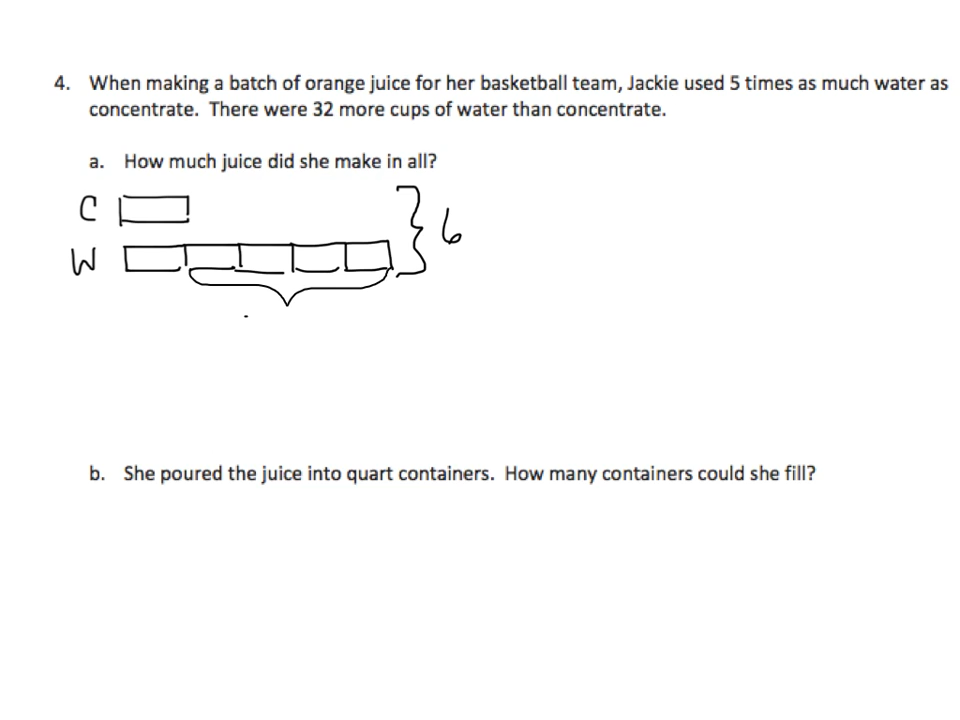 4. When making a batch of orange juice for her basketball team, Jackie used 5 times as much water as
concentrate. There were 32 more cups of water than concentrate.
a. How much juice did she make in all?
C
6
W
b. She poured the juice into quart containers. How many containers could she fill?